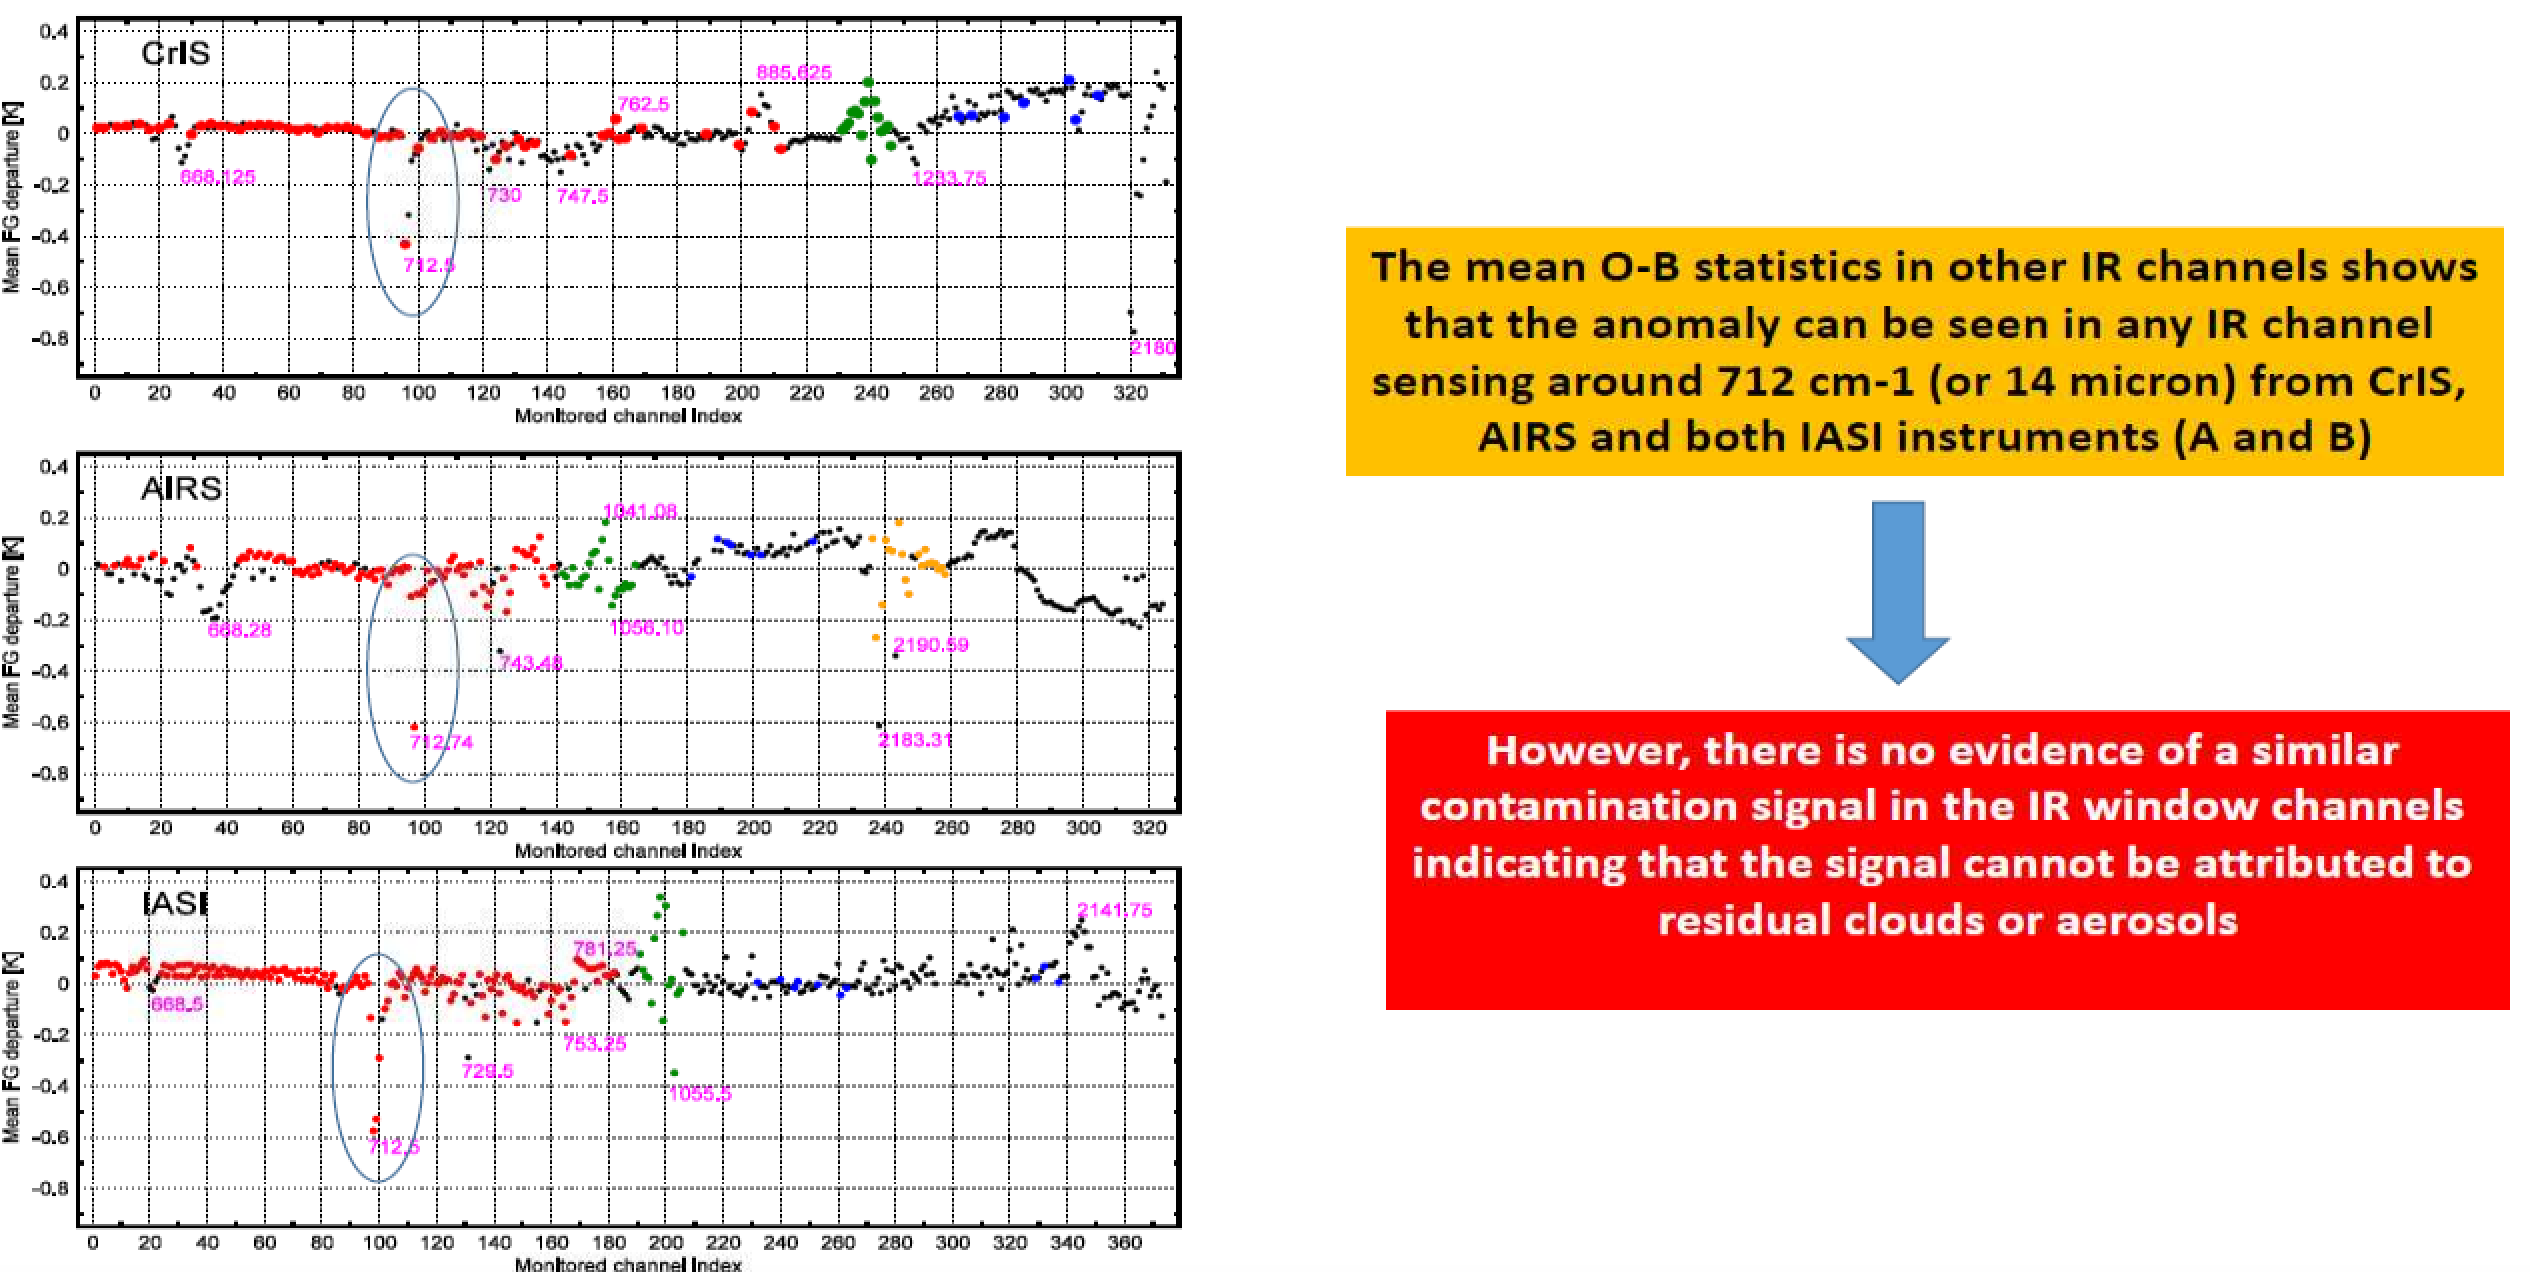 CrIS
0.4
0.2
0
-0.2
-0.4
-0.6
-0.8
Mean FG departure [K]
668.125
712.5
730
747.5
762.5
885.625
1233.75
2180
0 20 40 60 80 100 120 140 160 180 200 220 240 260 280 300 320
Monitored channel Index
AIRS
0.4
0.2
0
-0.2
-0.4
-0.6
-0.8
Mean FG departure [K]
668.28
712.74
743.48
1041.08
1056.10
2190.59
2183.31
0 20 40 60 80 100 120 140 160 180 200 220 240 260 280 300 320
Monitored channel Index
IASI
0.4
0.2
0
-0.2
-0.4
-0.6
-0.8
Mean FG departure [K]
668.5
712.5
729.5
753.25
781.25
1055.5
2141.75
0 20 40 60 80 100 120 140 160 180 200 220 240 260 280 300 320 340 360
Monitored channel Index
The mean O-B statistics in other IR channels shows
that the anomaly can be seen in any IR channel
sensing around 712 cm-1 (or 14 micron) from CrIS,
AIRS and both IASI instruments (A and B)
However, there is no evidence of a similar
contamination signal in the IR window channels
indicating that the signal cannot be attributed to
residual clouds or aerosols